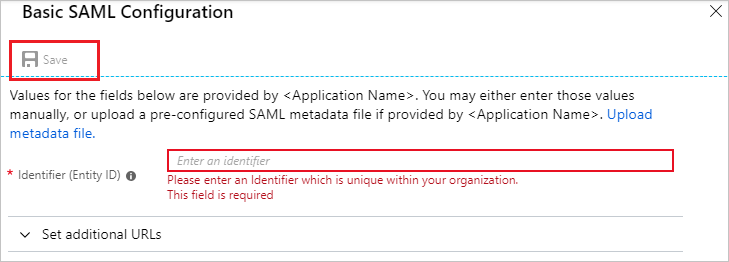 Basic SAML Configuration
Save
Values for the fields below are provided by <Application Name>. You may either enter those values
manually, or upload a pre-configured SAML metadata file if provided by <Application Name>. Upload
metadata file.
Enter an identifier
* Identifier (Entity ID)
Please enter an Identifier which is unique within your organization.
This field is required
Set additional URLs